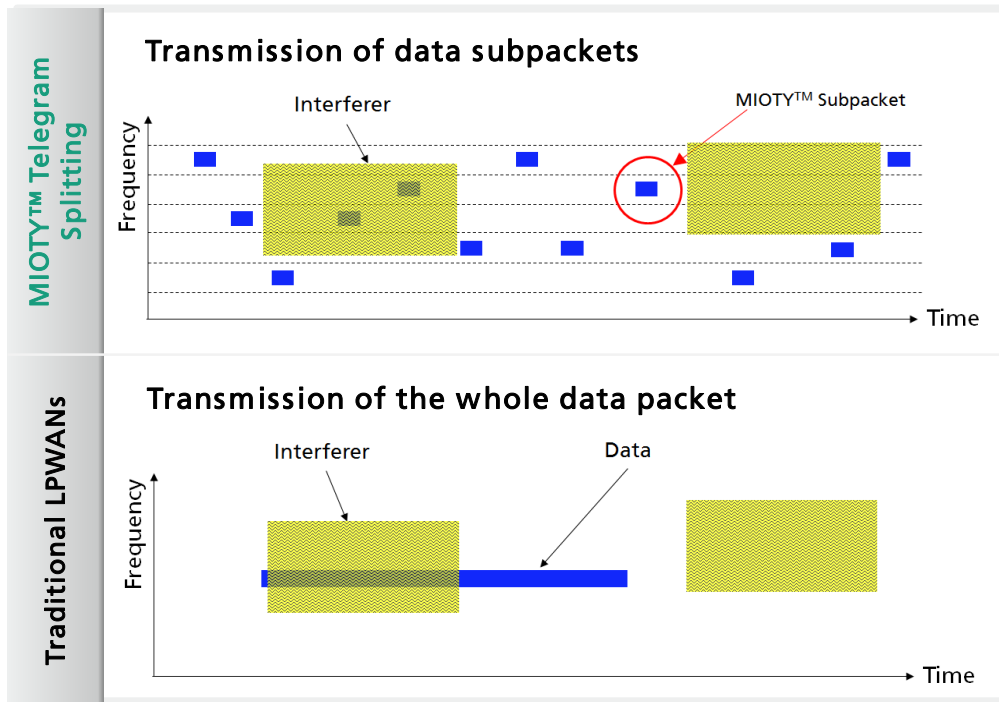 MIOTY™ Telegram
Splitting
Transmission of data subpackets
Interferer
MIOTY™ Subpacket
Frequency
Time
Traditional LPWANs
Transmission of the whole data packet
Interferer
Data
Frequency
Time